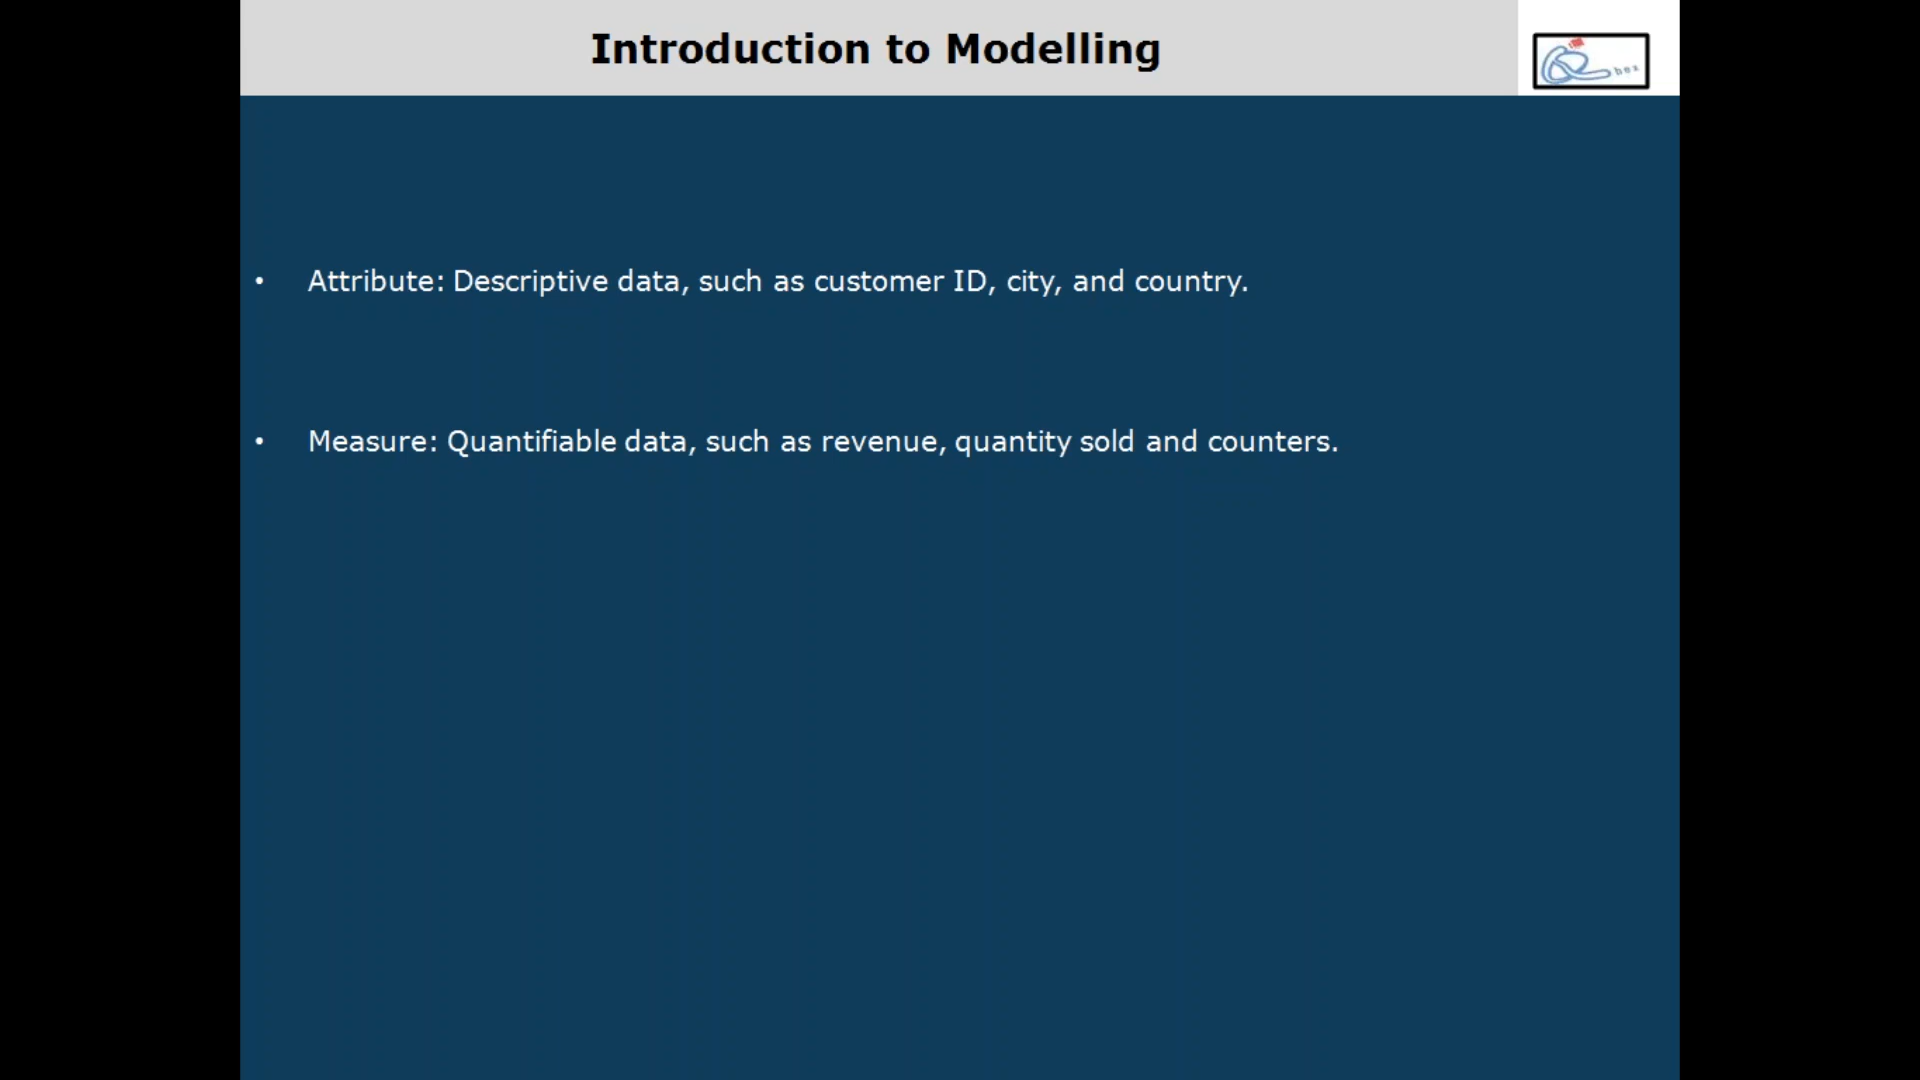 Introduction to Modelling
box
• Attribute: Descriptive data, such as customer ID, city, and country.
• Measure: Quantifiable data, such as revenue, quantity sold and counters.